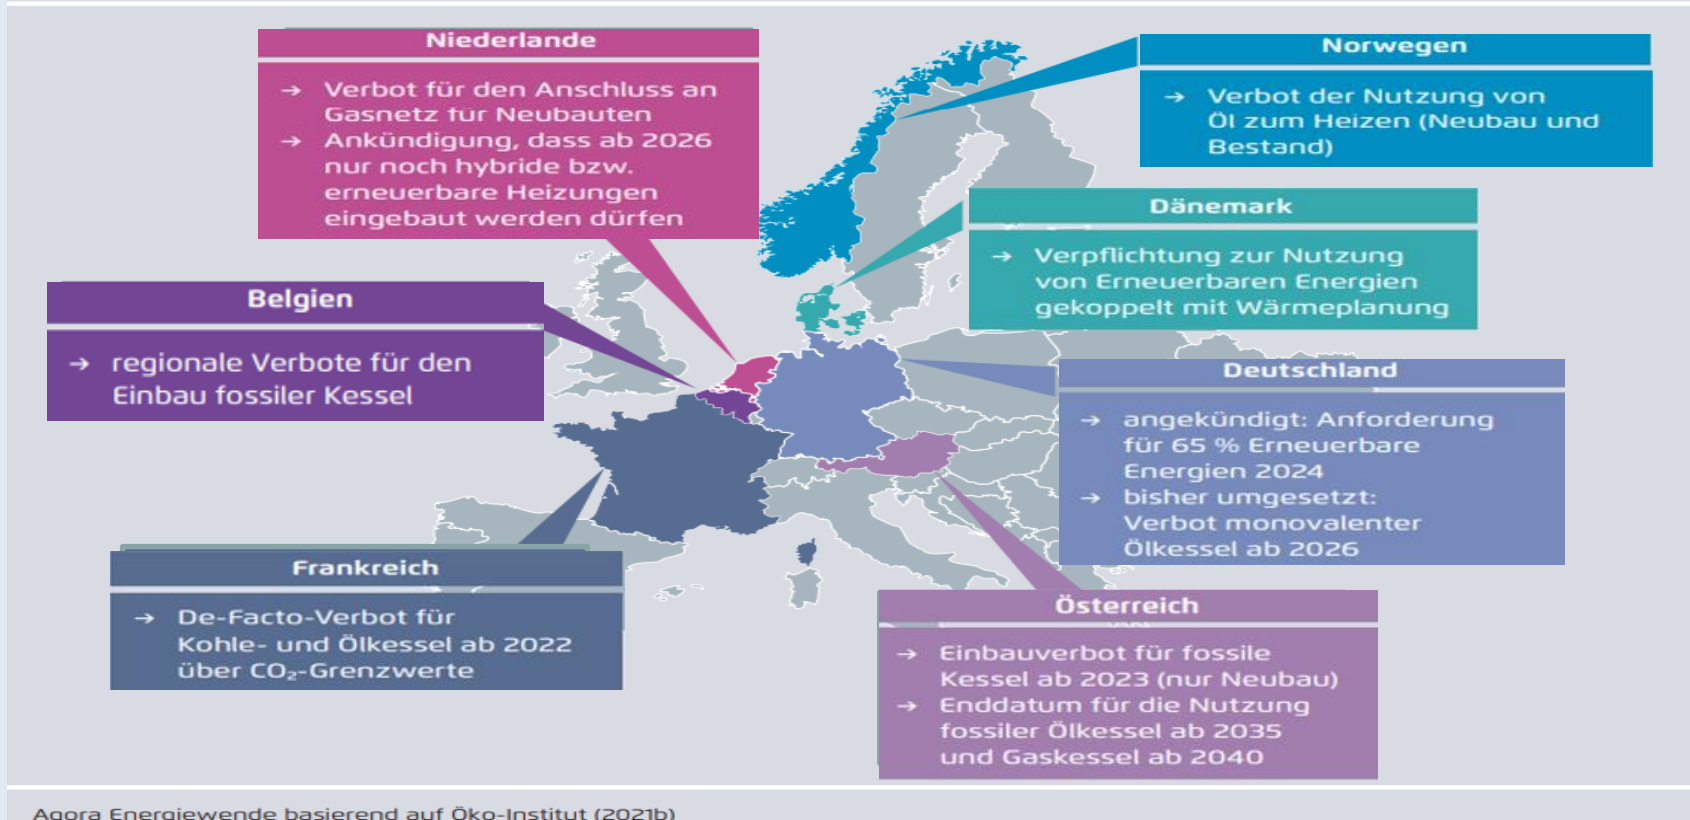 Niederlande
→ Verbot für den Anschluss an
Gasnetz für Neubauten
→ Ankündigung, dass ab 2026
nur noch hybride bzw.
erneuerbare Heizungen
eingebaut werden dürfen
Norwegen
→ Verbot der Nutzung von
Öl zum Heizen (Neubau und
Bestand)
Dänemark
→ Verpflichtung zur Nutzung
von Erneuerbaren Energien
gekoppelt mit Wärmeplanung
Belgien
→ regionale Verbote für den
Einbau fossiler Kessel
Deutschland
→ angekündigt: Anforderung
für 65 % Erneuerbare
Energien 2024
→ bisher umgesetzt:
Verbot monovalenter
Ölkessel ab 2026
Frankreich
→ De-Facto-Verbot für
Kohle- und Ölkessel ab 2022
über CO₂-Grenzwerte
Österreich
→ Einbauverbot für fossile
Kessel ab 2023 (nur Neubau)
→ Enddatum für die Nutzung
fossiler Ölkessel ab 2035
und Gaskessel ab 2040
Agora Energiewende basierend auf Öko-Institut (2021b)